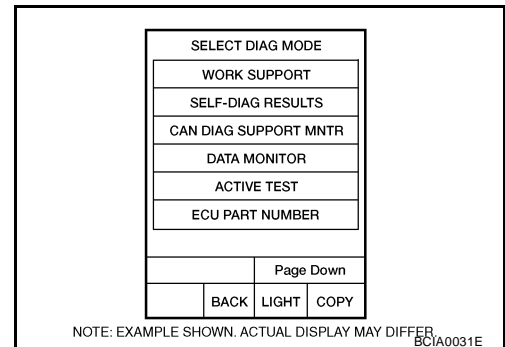 SELECT DIAG MODE
WORK SUPPORT
SELF-DIAG RESULTS
CAN DIAG SUPPORT MNTR
DATA MONITOR
ACTIVE TEST
ECU PART NUMBER
Page Down
BACK LIGHT COPY
NOTE: EXAMPLE SHOWN. ACTUAL DISPLAY MAY DIFFER.
BCIA0031E